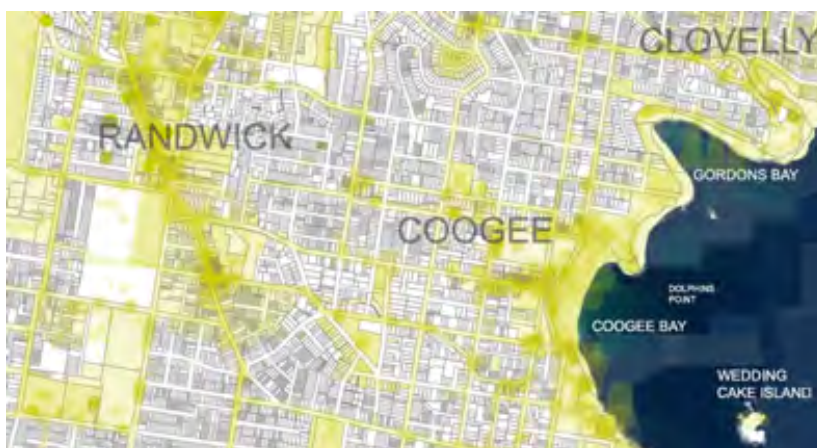 CLOVELLY
RANDWICK
GORDONS BAY
COOGEE
DOLPHINS
POINT
COOGEE BAY
WEDDING
CAKE ISLAND